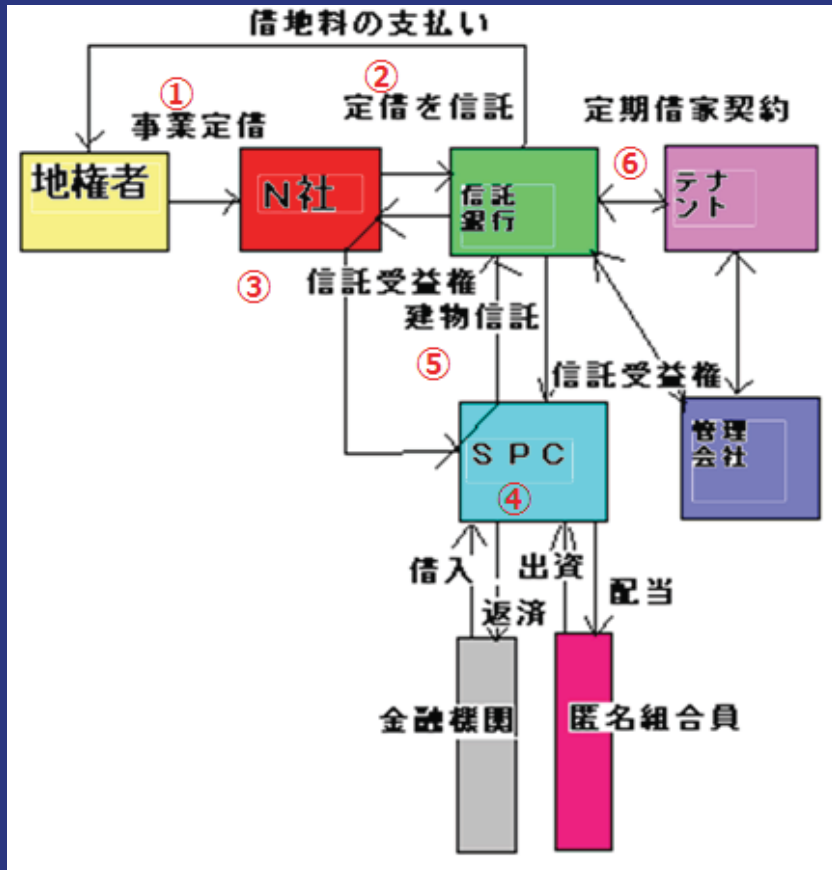 借地料の支払い
①
②
事業定借
定借を信託
定期借家契約
地権者
N社
信託
銀行
⑥
テナ
ント
③
信託受益権
建物信託
⑤
信託受益権
SPC
④
管理
会社
借入
出資
返済
配当
金融機関
匿名組合員